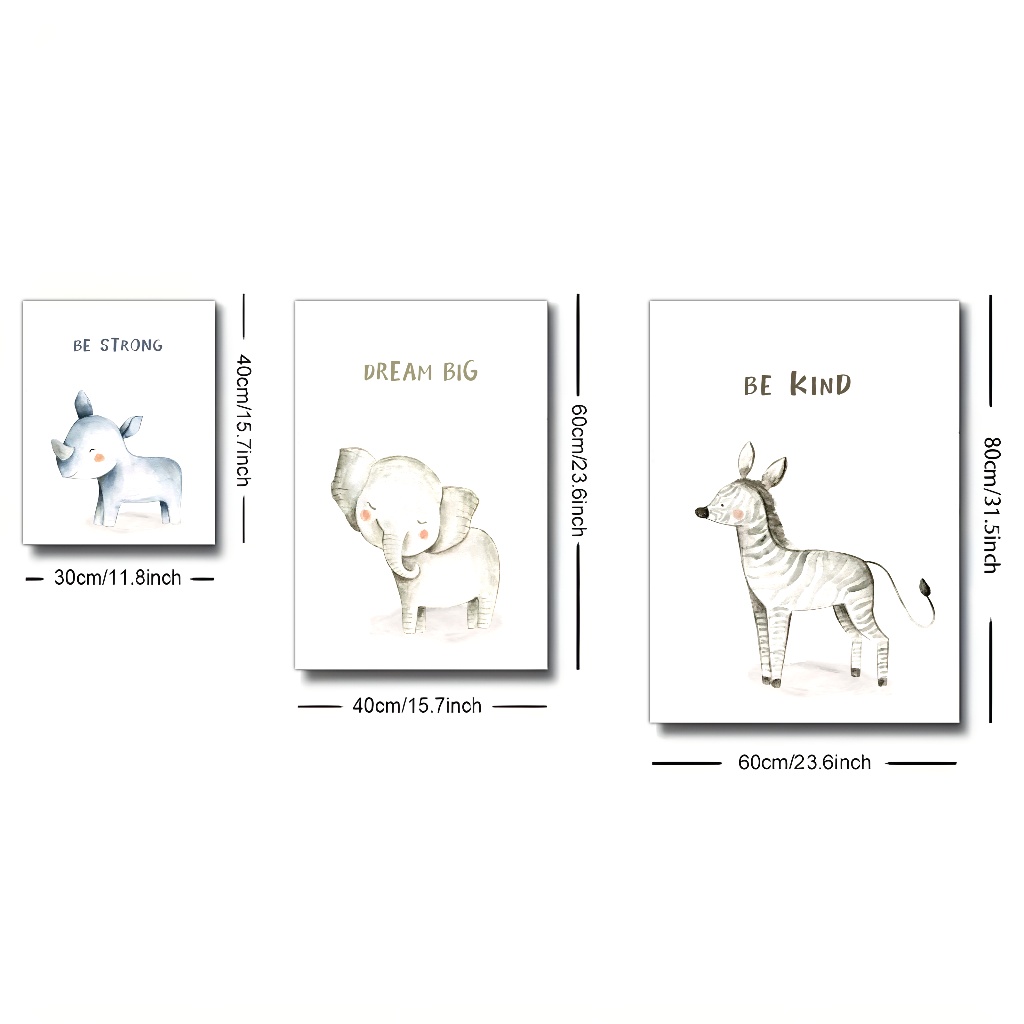 BE STRONG
40cm/15.7inch
30cm/11.8inch
DREAM BIG
60cm/23.6inch
40cm/15.7inch
BE KIND
80cm/31.5inch
60cm/23.6inch